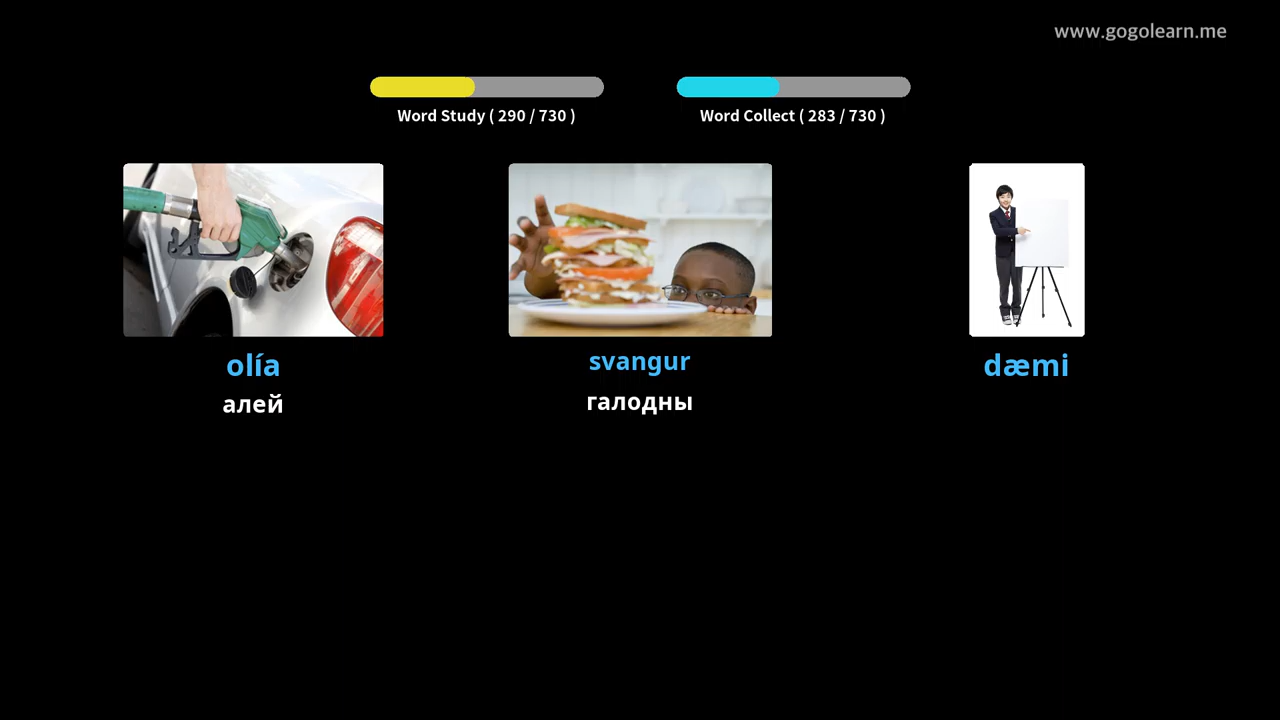 www.gogolearn.me
Word Study ( 290 / 730 )
Word Collect ( 283 / 730 )
olía
алей
svangur
галодны
dæmi